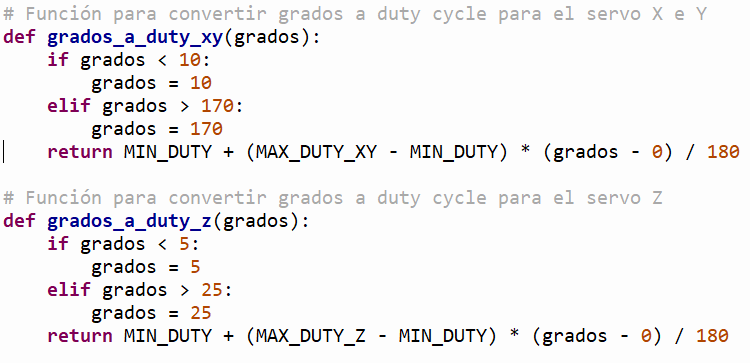 # Función para convertir grados a duty cycle para el servo X e Y
def grados_a_duty_xy(grados):
    if grados < 10:
        grados = 10
    elif grados > 170:
        grados = 170
    return MIN_DUTY + (MAX_DUTY_XY - MIN_DUTY) * (grados - 0) / 180
# Función para convertir grados a duty cycle para el servo Z
def grados_a_duty_z(grados):
    if grados < 5:
        grados = 5
    elif grados > 25:
        grados = 25
    return MIN_DUTY + (MAX_DUTY_Z - MIN_DUTY) * (grados - 0) / 180